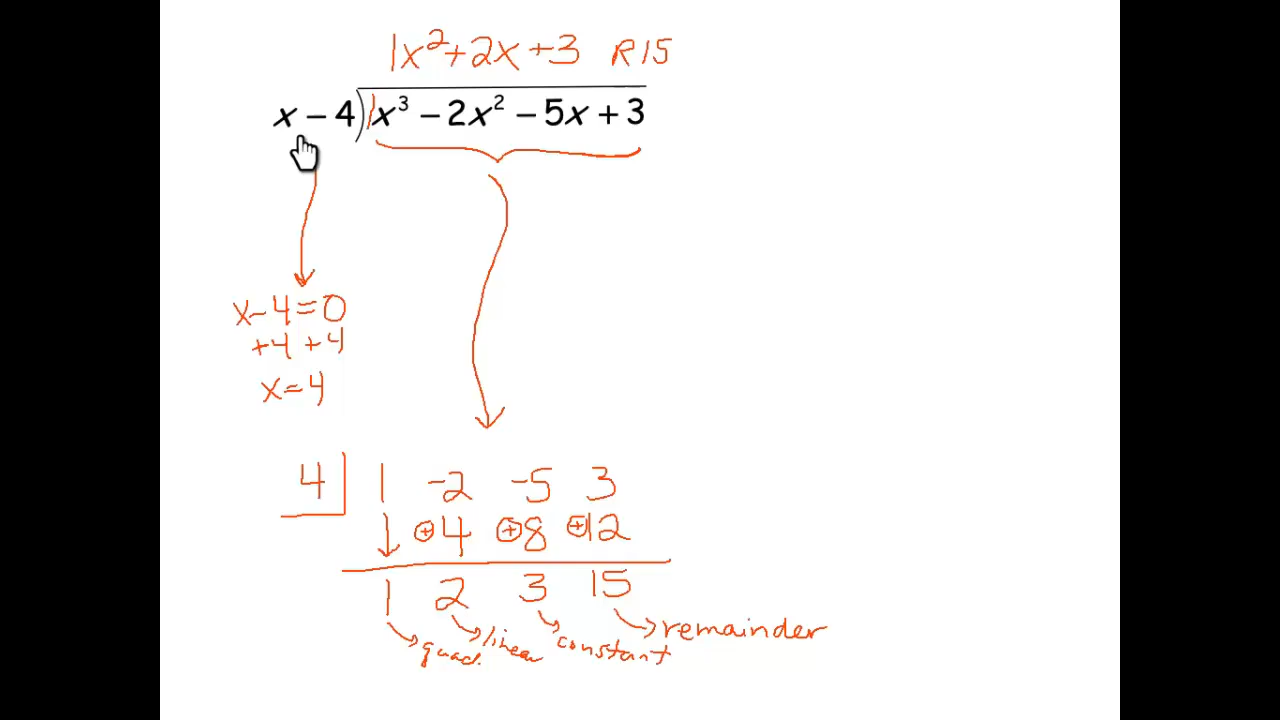 1x²+2x+3 R15
x – 4)1x³ – 2x² – 5x + 3
x-4=0
+4 +4
x=4
4 1 -2 -5 3
+4 +8 +12
1 2 3 15
remainder
quad. linear constant